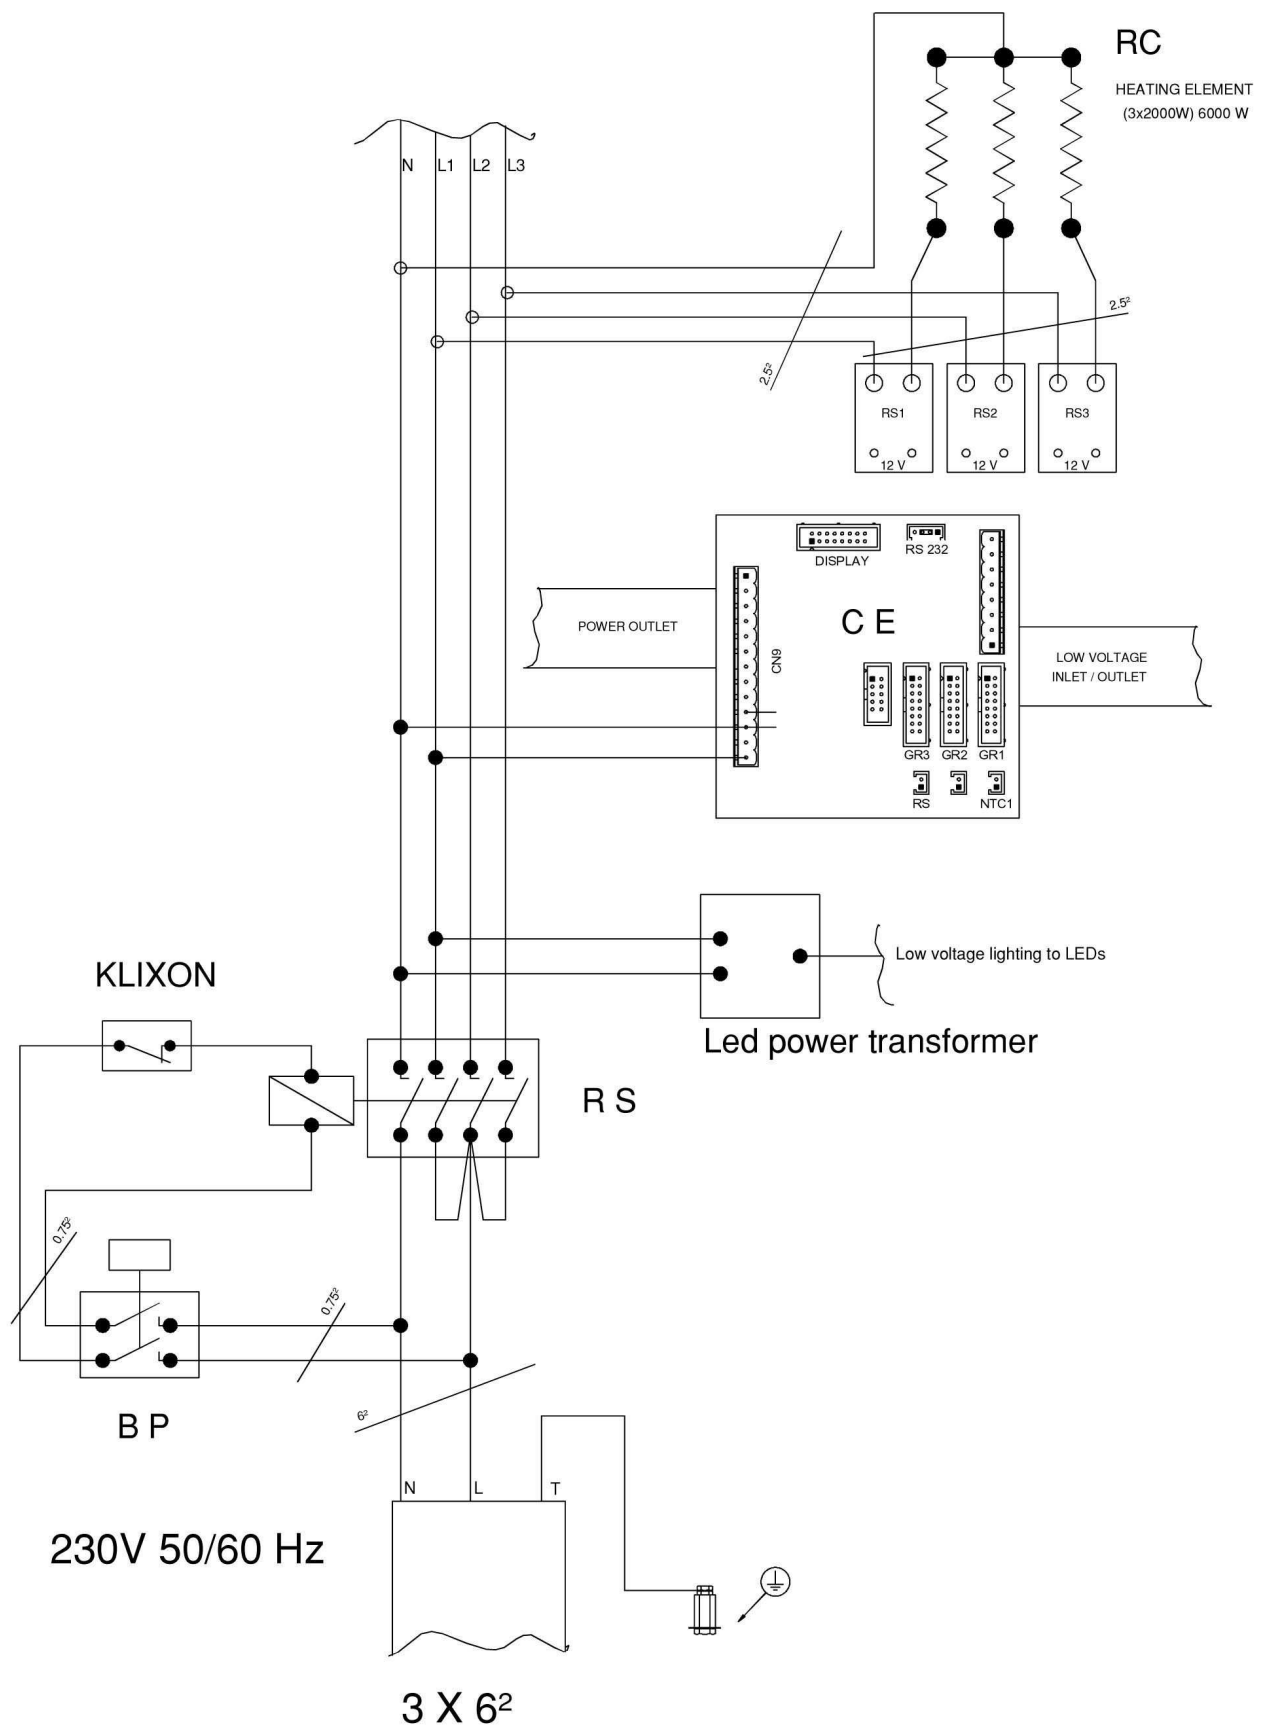 RC
HEATING ELEMENT
(3x2000W) 6000 W
N L1 L2 L3
2.5²
2.5²
RS1 RS2 RS3
12 V 12 V 12 V
DISPLAY
RS 232
C E
POWER OUTLET
CN9
LOW VOLTAGE
INLET / OUTLET
GR3 GR2 GR1
RS NTC1
Low voltage lighting to LEDs
KLIXON
Led power transformer
R S
0.75²
0.75²
B P
6²
N L T
230V 50/60 Hz
3 X 6²